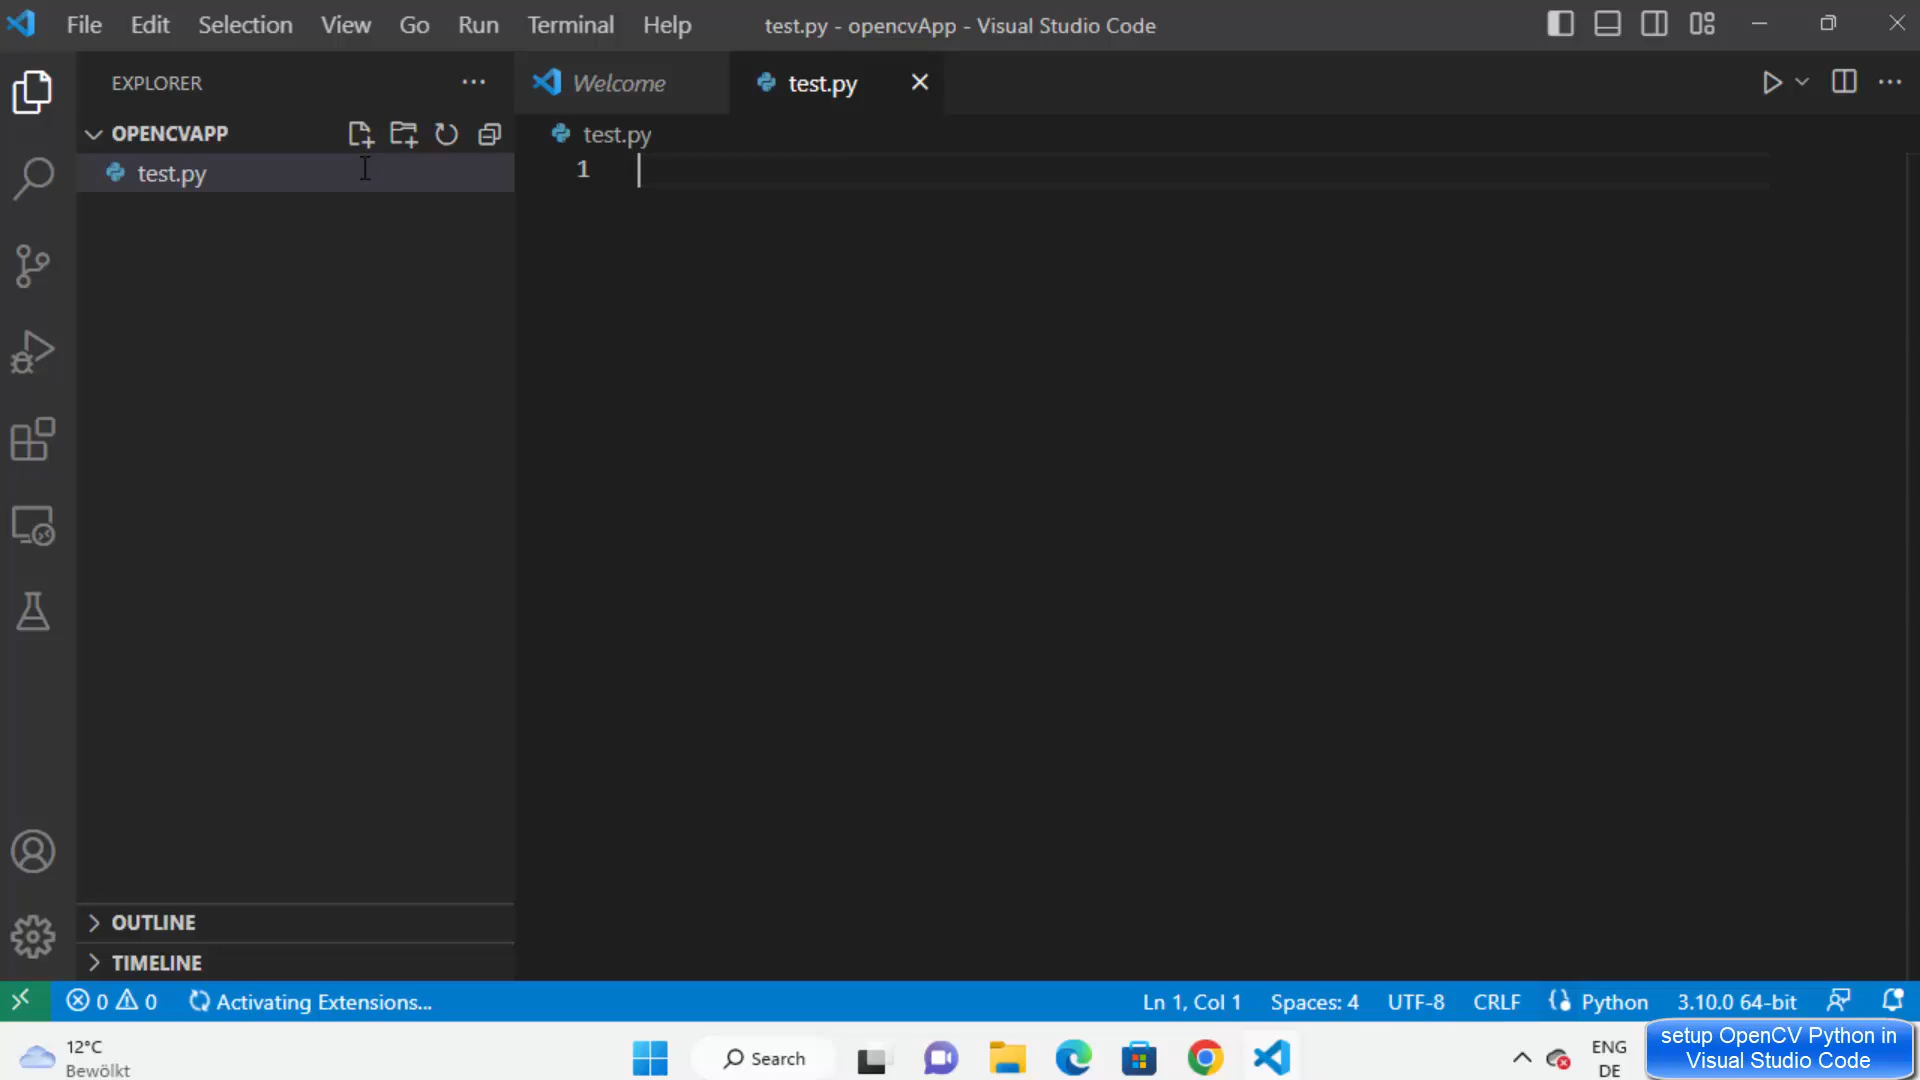 File Edit Selection View Go Run Terminal Help test.py - opencvApp - Visual Studio Code
EXPLORER
Welcome
test.py
OPENCVAPP
test.py
test.py
1
OUTLINE
TIMELINE
0 0 Activating Extensions... Ln 1, Col 1 Spaces: 4 UTF-8 CRLF Python 3.10.0 64-bit
12°C
Bewölkt
Search
ENG
DE
setup OpenCV Python in
Visual Studio Code